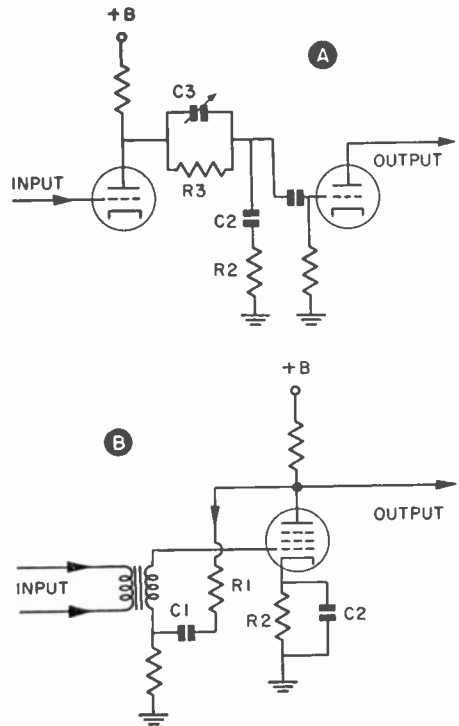 +B
A
C3
R3
INPUT
OUTPUT
C2
R2
+B
B
OUTPUT
INPUT
R1
C1
R2
C2